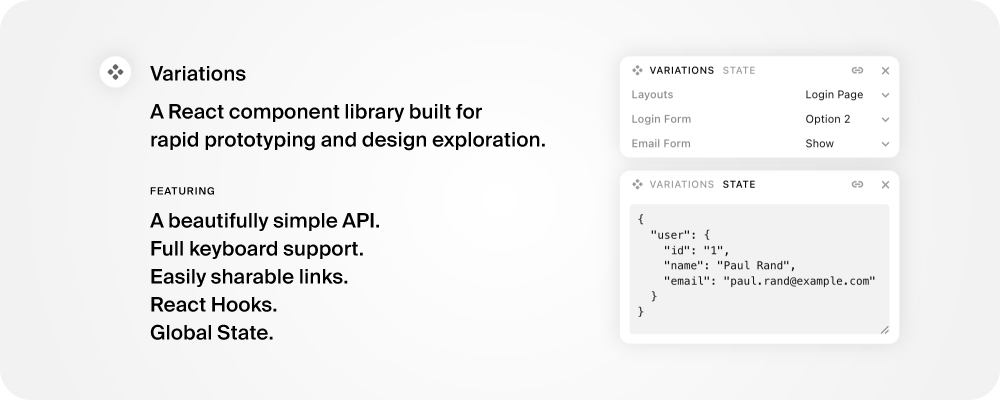 Variations
A React component library built for
rapid prototyping and design exploration.
FEATURING
A beautifully simple API.
Full keyboard support.
Easily sharable links.
React Hooks.
Global State.
VARIATIONS STATE
Layouts Login Page
Login Form Option 2
Email Form Show
VARIATIONS STATE
{
"user": {
"id": "1",
"name": "Paul Rand",
"email": "paul.rand@example.com"
}
}